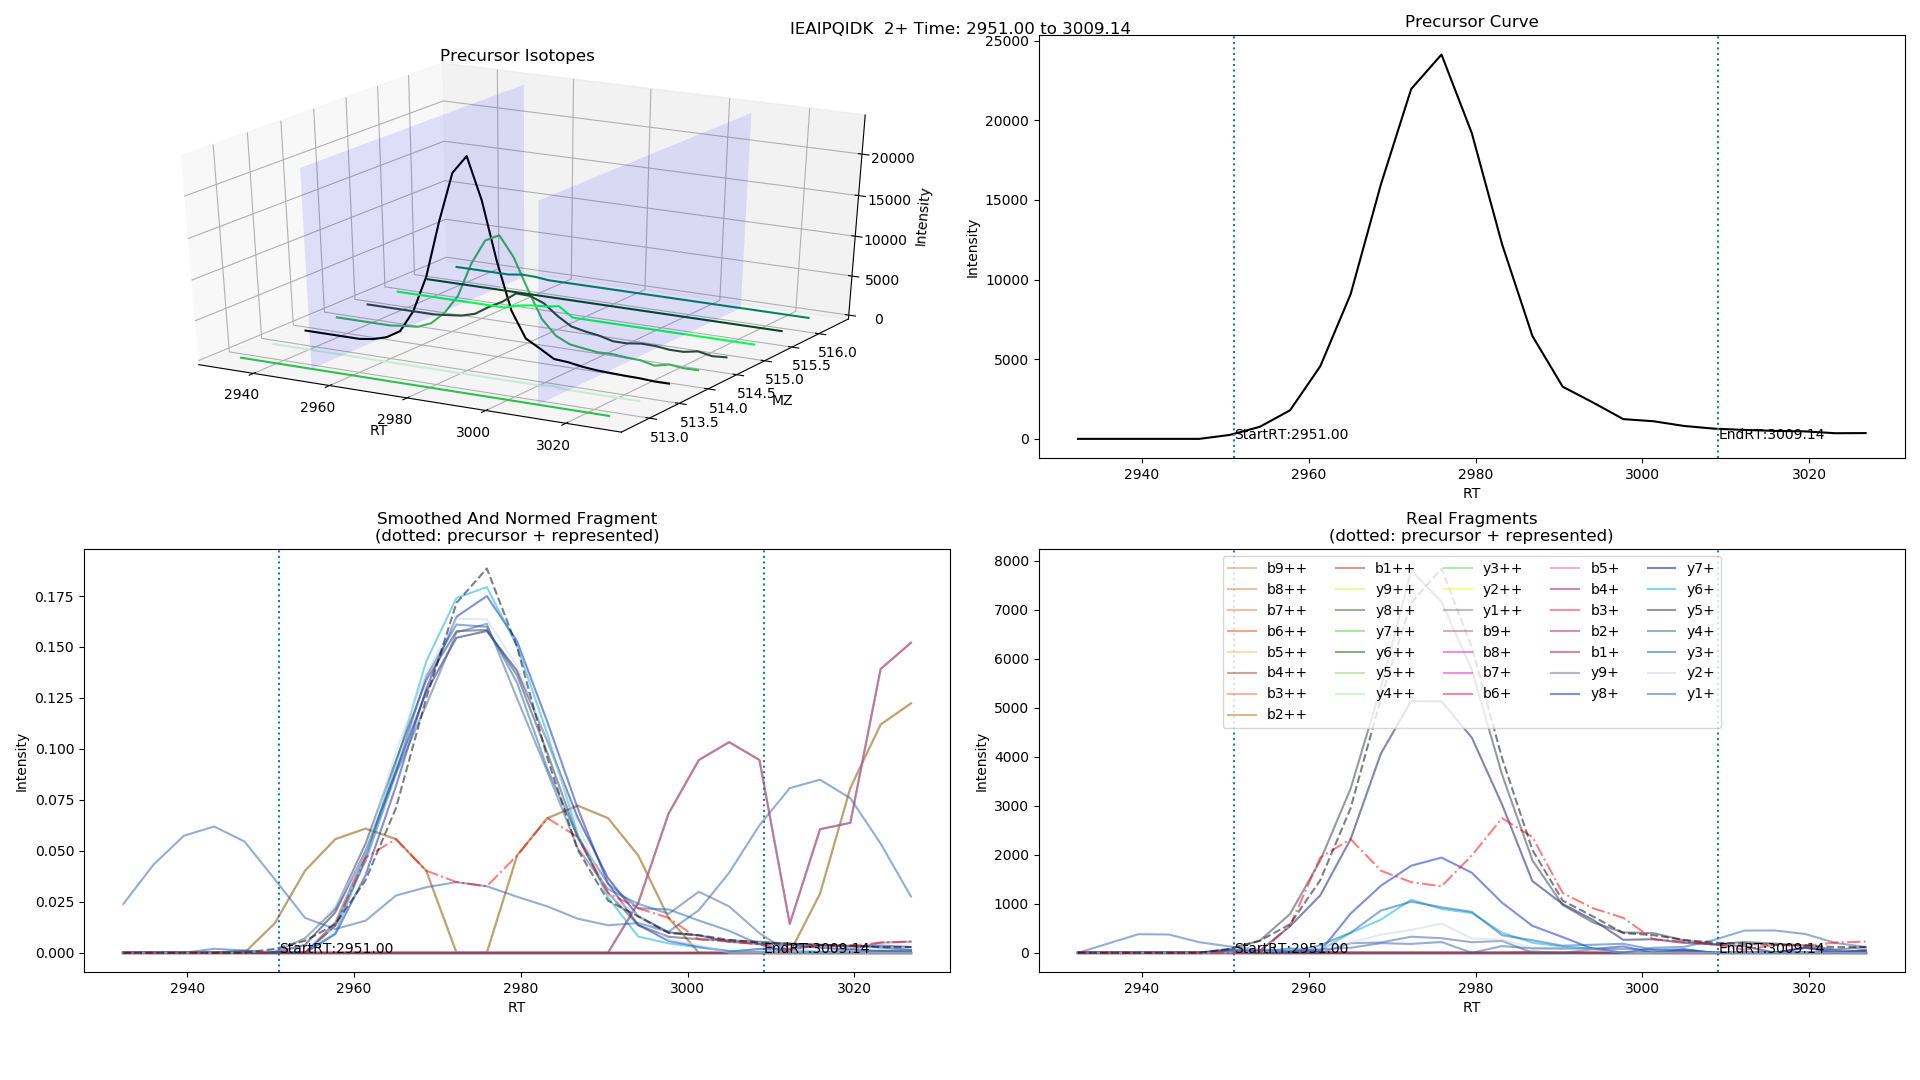 IEAIPQIDK  2+ Time: 2951.00 to 3009.14
Precursor Isotopes
20000
15000
10000
5000
0
Intensity
516.0
515.5
515.0
514.5
514.0
513.5
513.0
MZ
2940
2960
2980
3000
3020
RT
Precursor Curve
25000
20000
15000
10000
5000
0
Intensity
StartRT:2951.00
EndRT:3009.14
2940 2960 2980 3000 3020
RT
Smoothed And Normed Fragment
(dotted: precursor + represented)
0.175
0.150
0.125
0.100
0.075
0.050
0.025
0.000
Intensity
StartRT:2951.00
EndRT:3009.14
2940 2960 2980 3000 3020
RT
Real Fragments
(dotted: precursor + represented)
8000
7000
6000
5000
4000
3000
2000
1000
0
Intensity
b9++ b1++ y3++ b5+ y7+
b8++ y9++ y2++ b4+ y6+
b7++ y8++ y1++ b3+ y5+
b6++ y7++ b9+ b2+ y4+
b5++ y6++ b8+ b1+ y3+
b4++ y5++ b7+ y9+ y2+
b3++ y4++ b6+ y8+ y1+
b2++
StartRT:2951.00
EndRT:3009.14
2940 2960 2980 3000 3020
RT